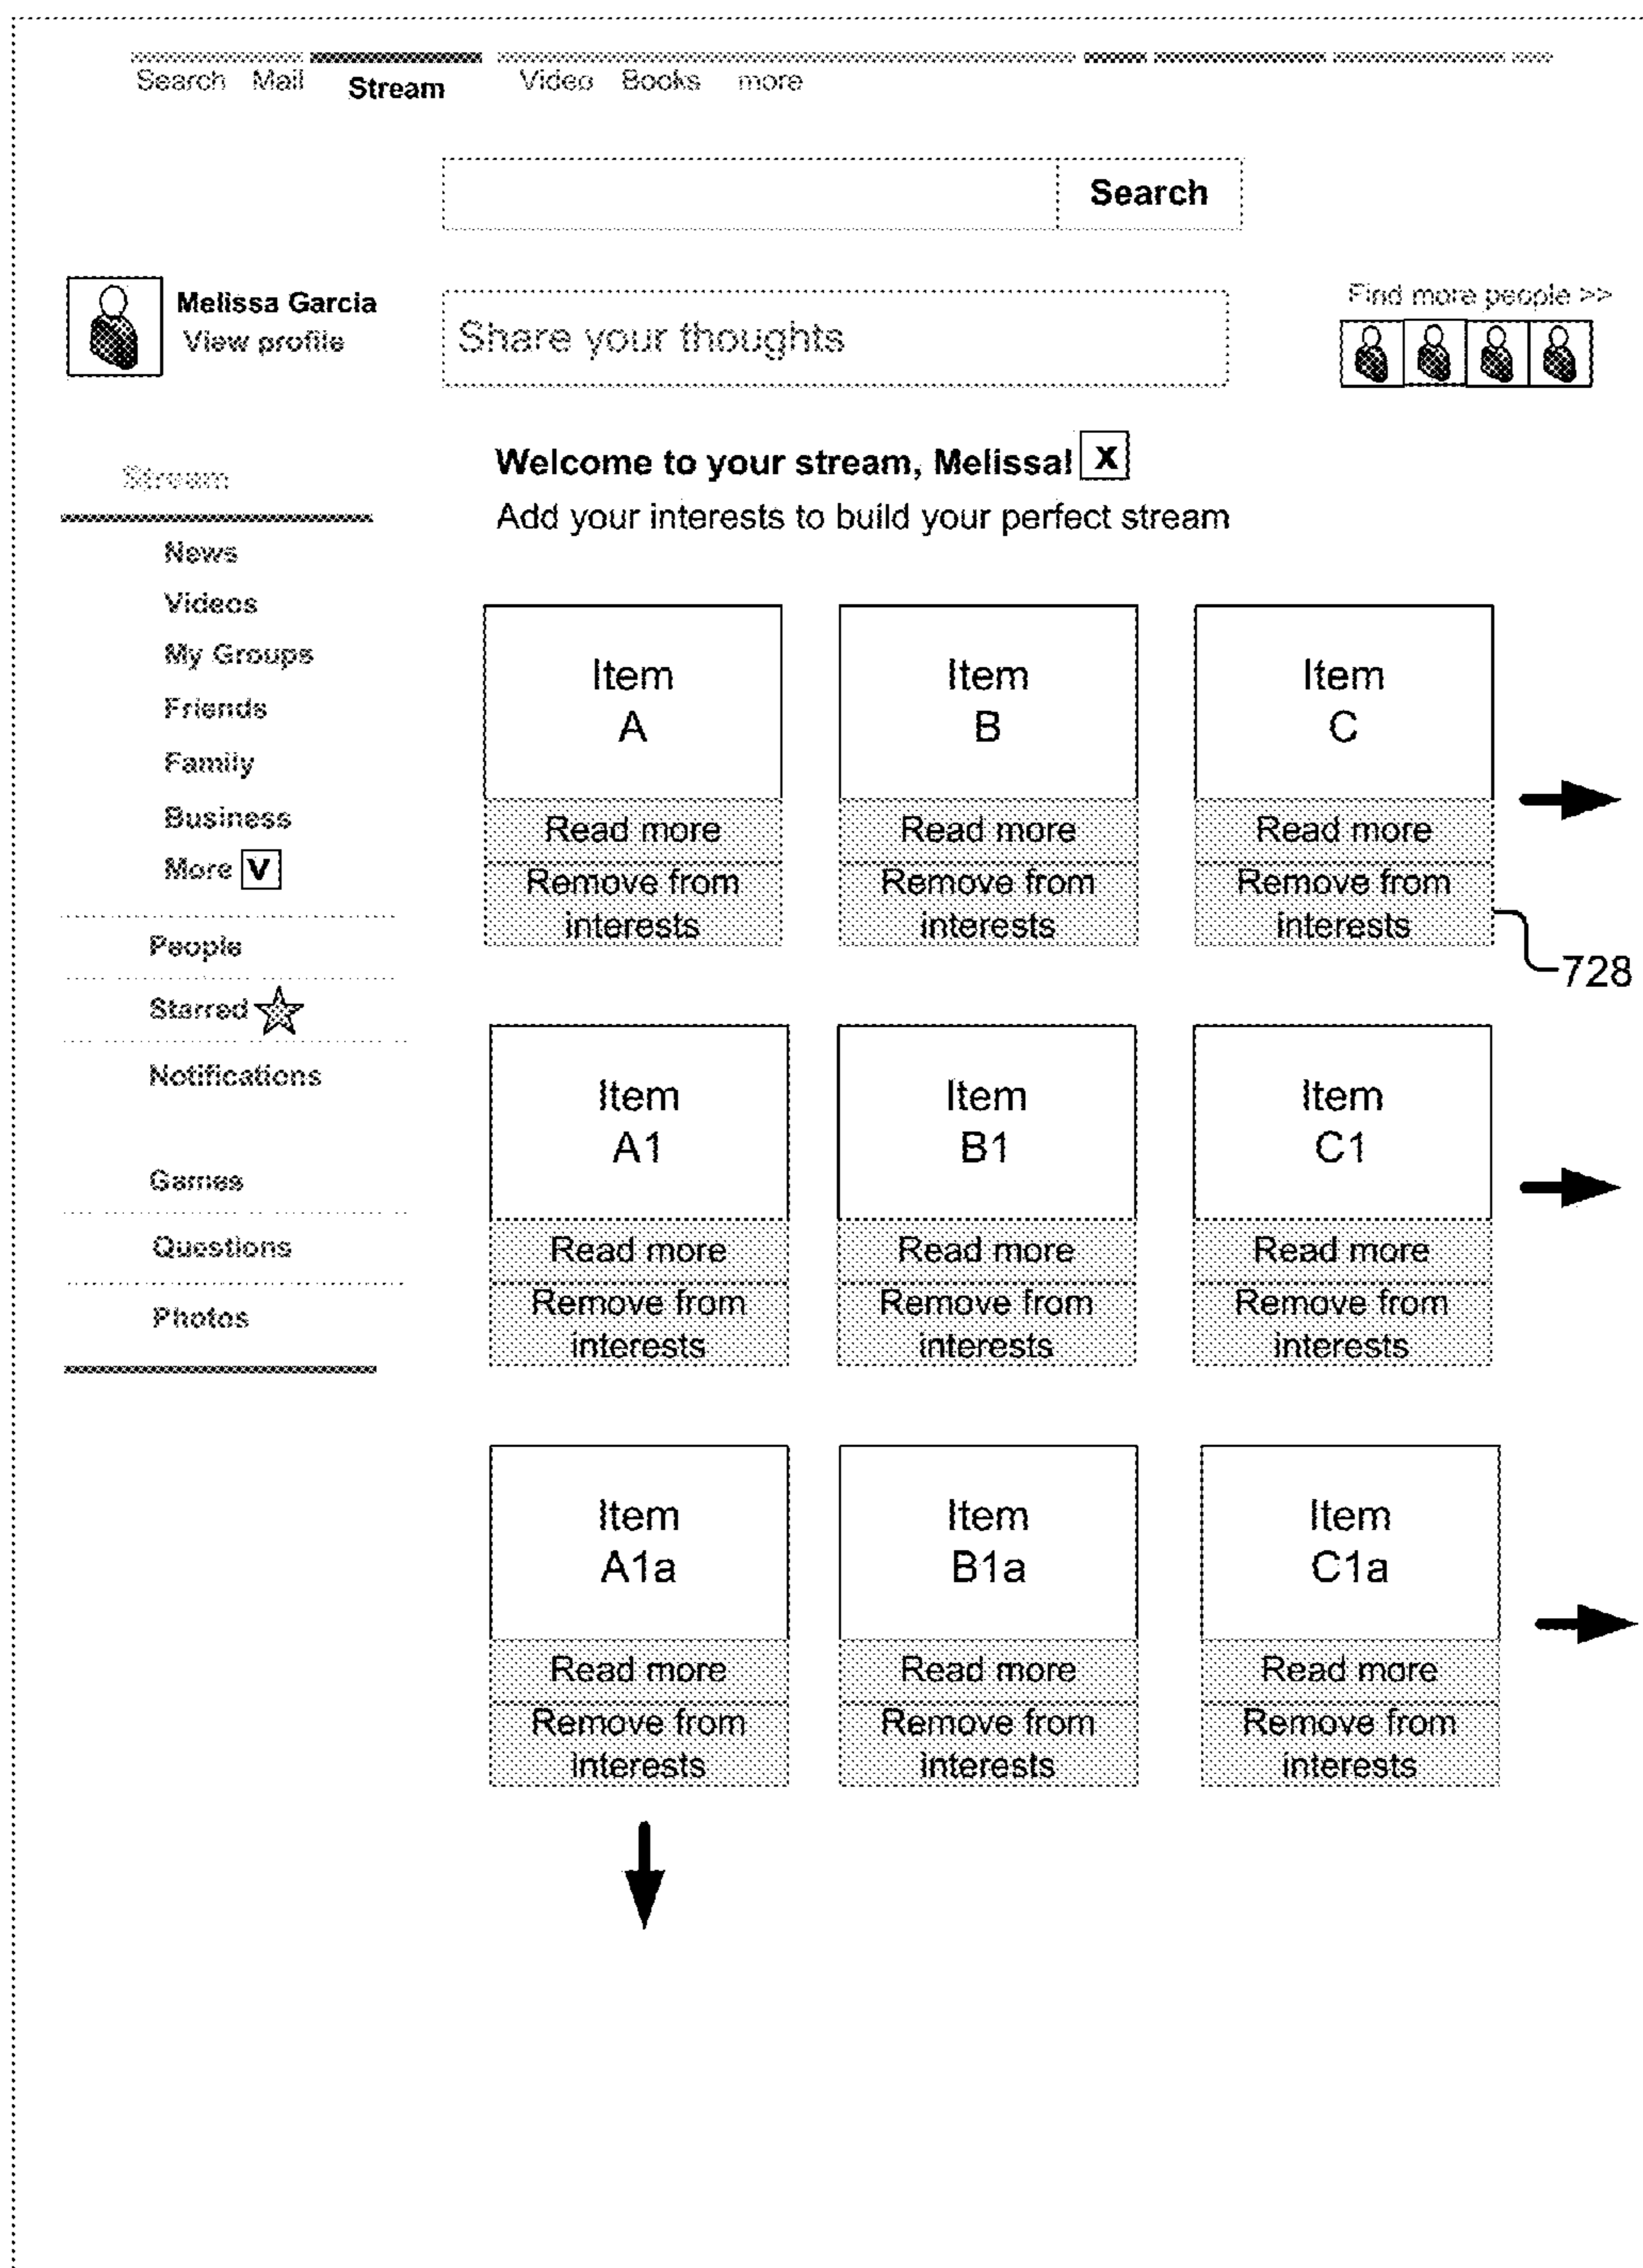 Search Mail Stream Video Books more
Search
Melissa Garcia
View profile
Share your thoughts
Find more people >>
Welcome to your stream, Melissa! X
Add your interests to build your perfect stream
Stream
News
Videos
My Groups
Friends
Family
Business
More V
People
Starred
Notifications
Games
Questions
Photos
Item Item Item
A B C
Read more Read more Read more
Remove from Remove from Remove from
interests interests interests
728
Item Item Item
A1 B1 C1
Read more Read more Read more
Remove from Remove from Remove from
interests interests interests
Item Item Item
A1a B1a C1a
Read more Read more Read more
Remove from Remove from Remove from
interests interests interests